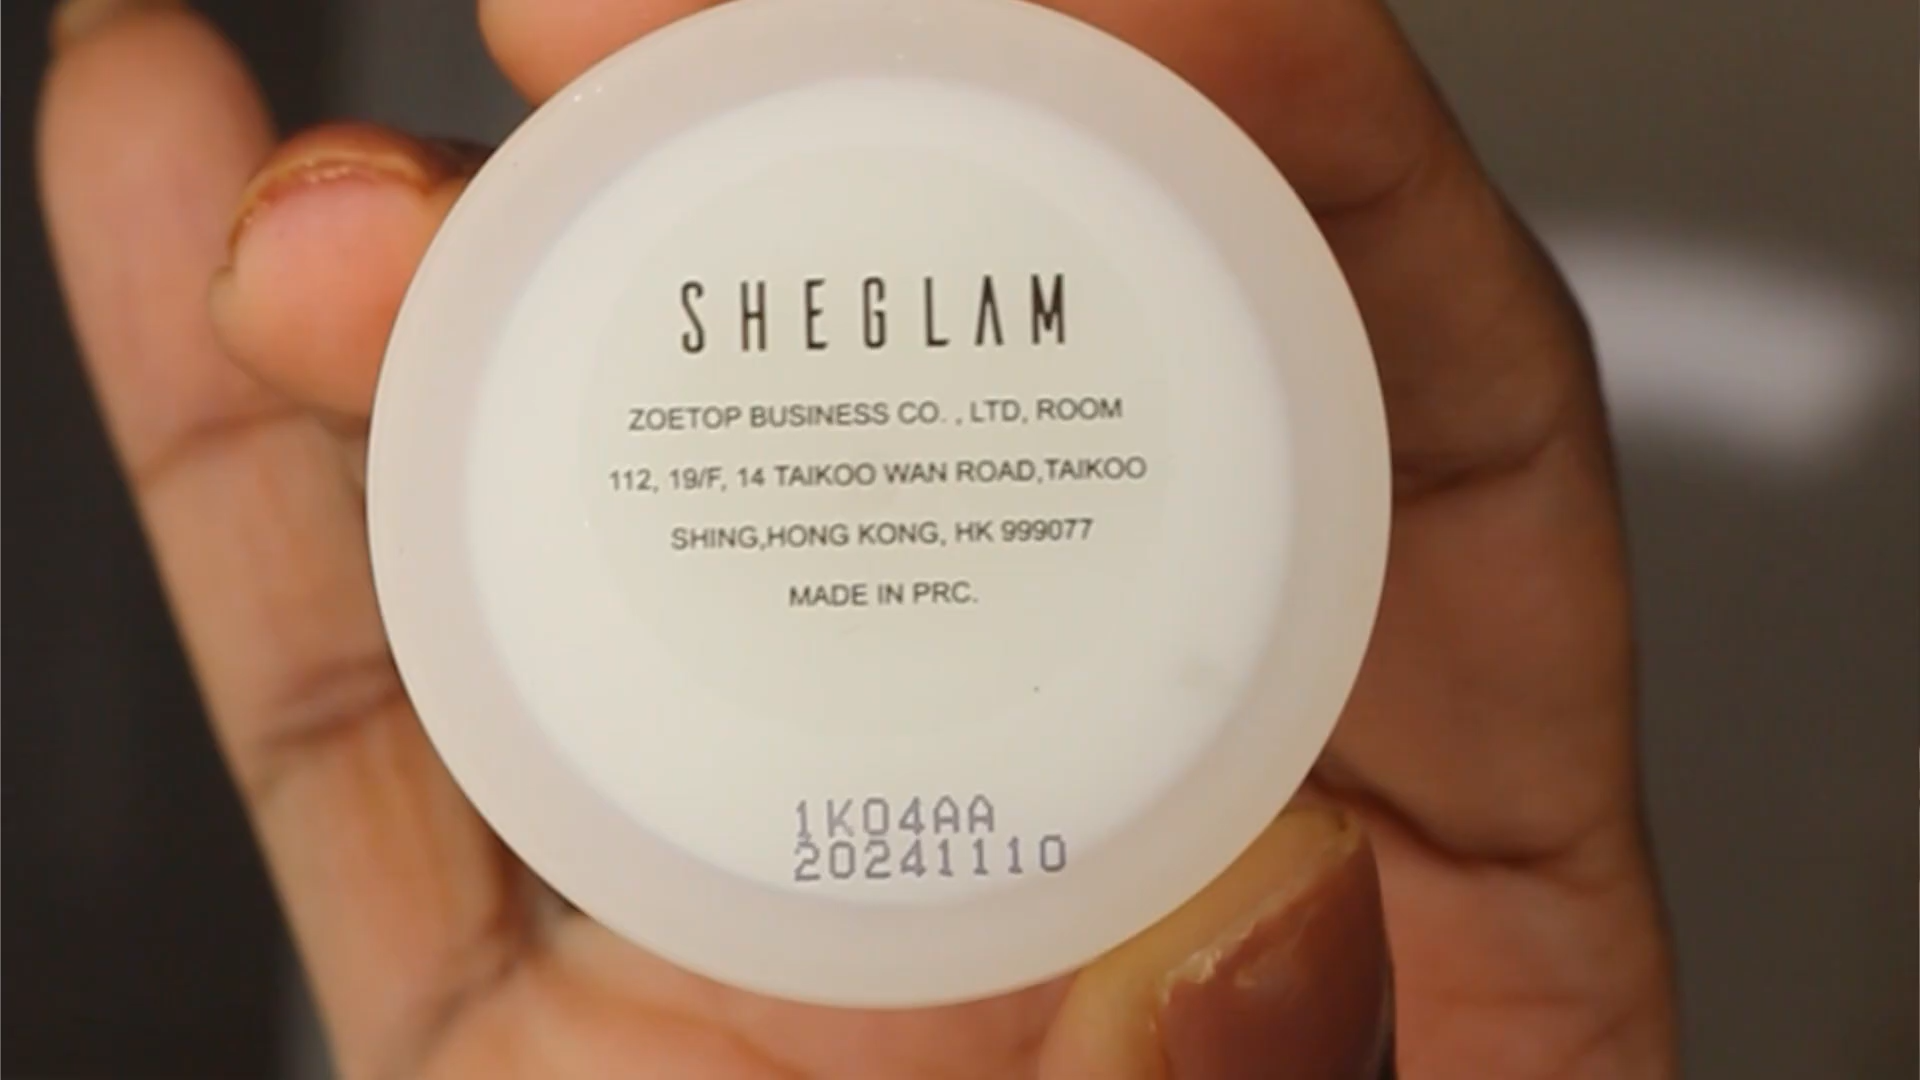 SHEGLAM
ZOETOP BUSINESS CO. , LTD, ROOM
112, 19/F, 14 TAIKOO WAN ROAD,TAIKOO
SHING,HONG KONG, HK 999077
MADE IN PRC.
1K04AA
20241110